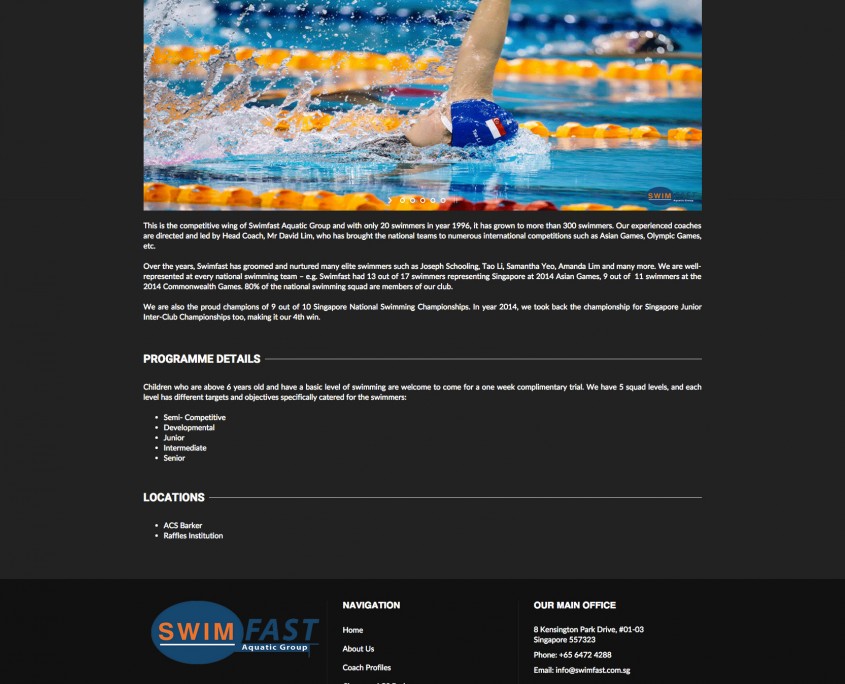 TAO LI
SWIMFAST
Aquatic Group
This is the competitive wing of Swimfast Aquatic Group and with only 20 swimmers in year 1996, it has grown to more than 300 swimmers. Our experienced coaches
are directed and led by Head Coach, Mr David Lim, who has brought the national teams to numerous international competitions such as Asian Games, Olympic Games,
etc.
Over the years, Swimfast has groomed and nurtured many elite swimmers such as Joseph Schooling, Tao Li, Samantha Yeo, Amanda Lim and many more. We are well-
represented at every national swimming team – e.g. Swimfast had 13 out of 17 swimmers representing Singapore at 2014 Asian Games, 9 out of 11 swimmers at the
2014 Commonwealth Games. 80% of the national swimming squad are members of our club.
We are also the proud champions of 9 out of 10 Singapore National Swimming Championships. In year 2014, we took back the championship for Singapore Junior
Inter-Club Championships too, making it our 4th win.
PROGRAMME DETAILS
Children who are above 6 years old and have a basic level of swimming are welcome to come for a one week complimentary trial. We have 5 squad levels, and each
level has different targets and objectives specifically catered for the swimmers:
• Semi- Competitive
• Developmental
• Junior
• Intermediate
• Senior
LOCATIONS
• ACS Barker
• Raffles Institution
SWIMFAST
Aquatic Group
NAVIGATION
Home
About Us
Coach Profiles
OUR MAIN OFFICE
8 Kensington Park Drive, #01-03
Singapore 557323
Phone: +65 6472 4288
Email: info@swimfast.com.sg